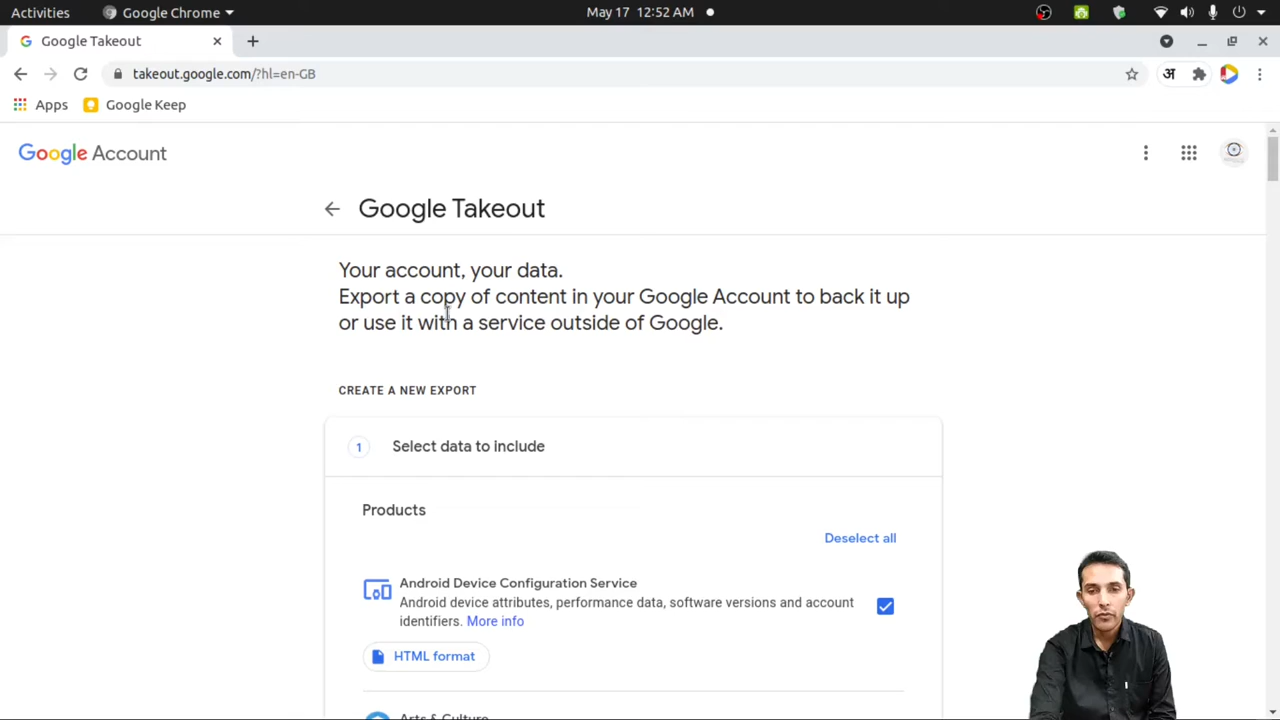 Activities
Google Chrome
May 17 12:52 AM
Google Takeout
takeout.google.com/?hl=en-GB
अ
Apps
Google Keep
Google Account
Google Takeout
Your account, your data.
Export a copy of content in your Google Account to back it up
or use it with a service outside of Google.
CREATE A NEW EXPORT
1
Select data to include
Products
Deselect all
Android Device Configuration Service
Android device attributes, performance data, software versions and account
identifiers. More info
HTML format
Arts & Culture